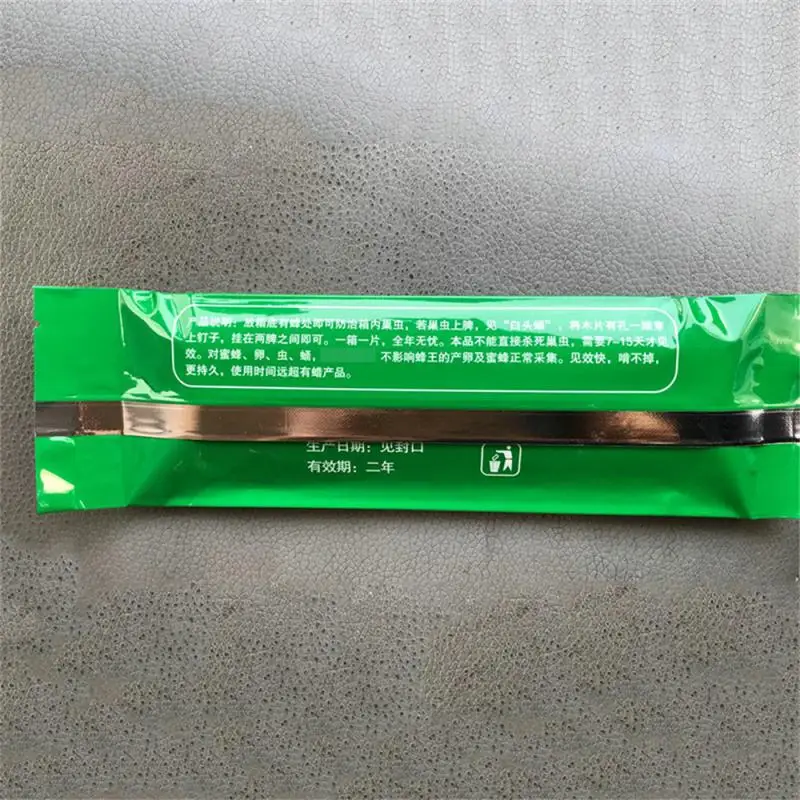 产品说明：放箱底有蜂处即可防治箱内巢虫，若巢虫上脾，见“白头蛹”，再木片有孔一端穿
上钉子，挂在两脾之间即可。一箱一片，全年无忧。本品不能直接杀死巢虫，需要7-15天才见
效。对蜜蜂、卵、虫、蛹， 不影响蜂王的产卵及蜜蜂正常采集。见效快，啃不掉，
更持久，使用时间远超有蜡产品。
生产日期：见封口
有效期：二年